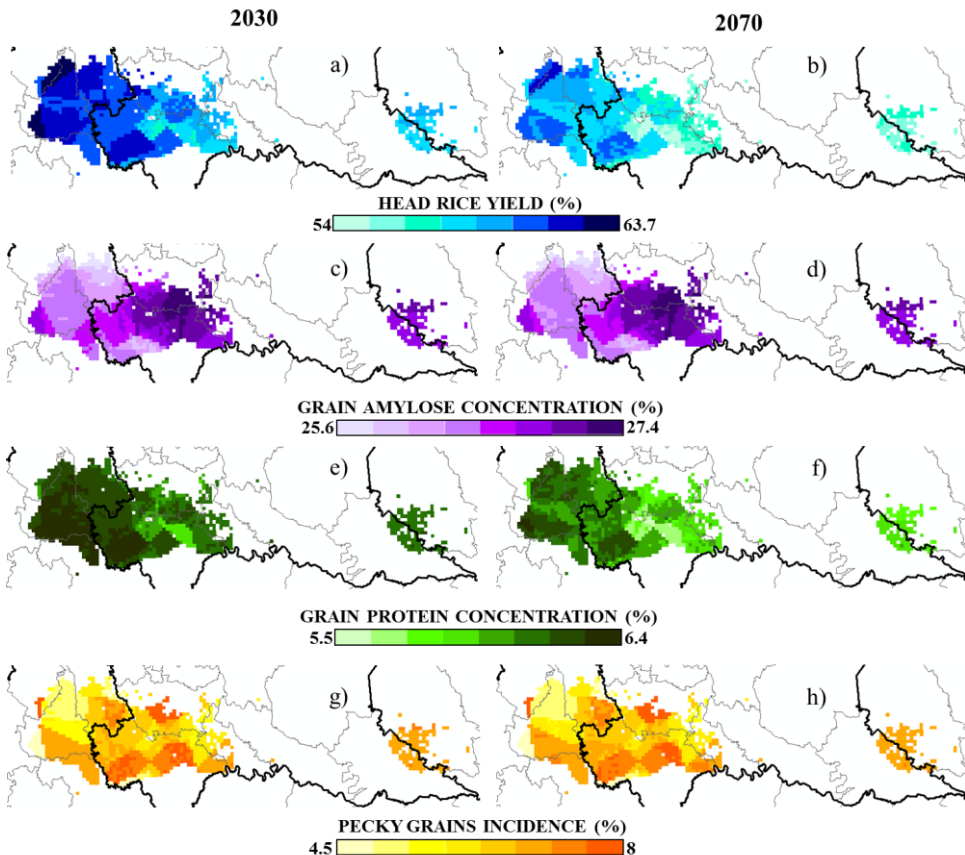 2030 2070
a) b)
HEAD RICE YIELD (%)
54 63.7
c) d)
GRAIN AMYLOSE CONCENTRATION (%)
25.6 27.4
e) f)
GRAIN PROTEIN CONCENTRATION (%)
5.5 6.4
g) h)
PECKY GRAINS INCIDENCE (%)
4.5 8